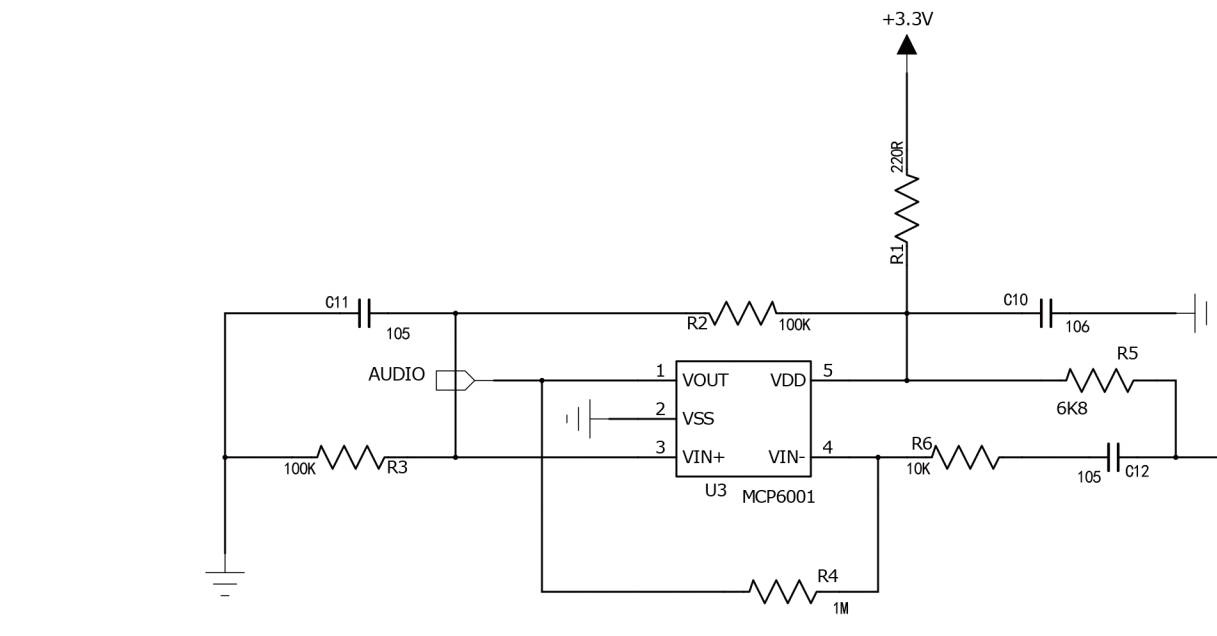 +3.3V
220R
R1
C11
105
R2
100K
C10
106
AUDIO
1
VOUT
VDD
5
R5
6K8
2
VSS
3
VIN+
VIN-
4
R6
10K
105
C12
100K
R3
U3
MCP6001
R4
1M